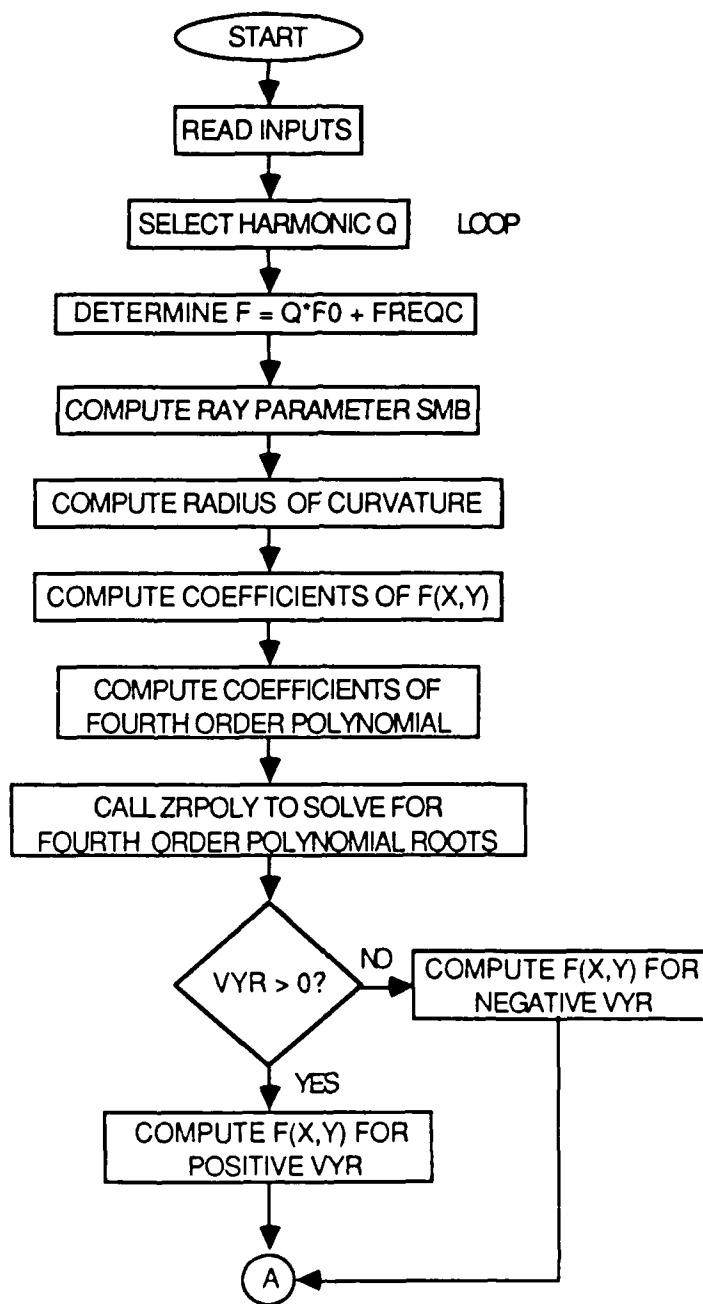 START
READ INPUTS
SELECT HARMONIC Q LOOP
DETERMINE F = Q*F0 + FREQC
COMPUTE RAY PARAMETER SMB
COMPUTE RADIUS OF CURVATURE
COMPUTE COEFFICIENTS OF F(X,Y)
COMPUTE COEFFICIENTS OF
FOURTH ORDER POLYNOMIAL
CALL ZRPOLY TO SOLVE FOR
FOURTH ORDER POLYNOMIAL ROOTS
VYR > 0?
NO
COMPUTE F(X,Y) FOR
NEGATIVE VYR
YES
COMPUTE F(X,Y) FOR
POSITIVE VYR
A